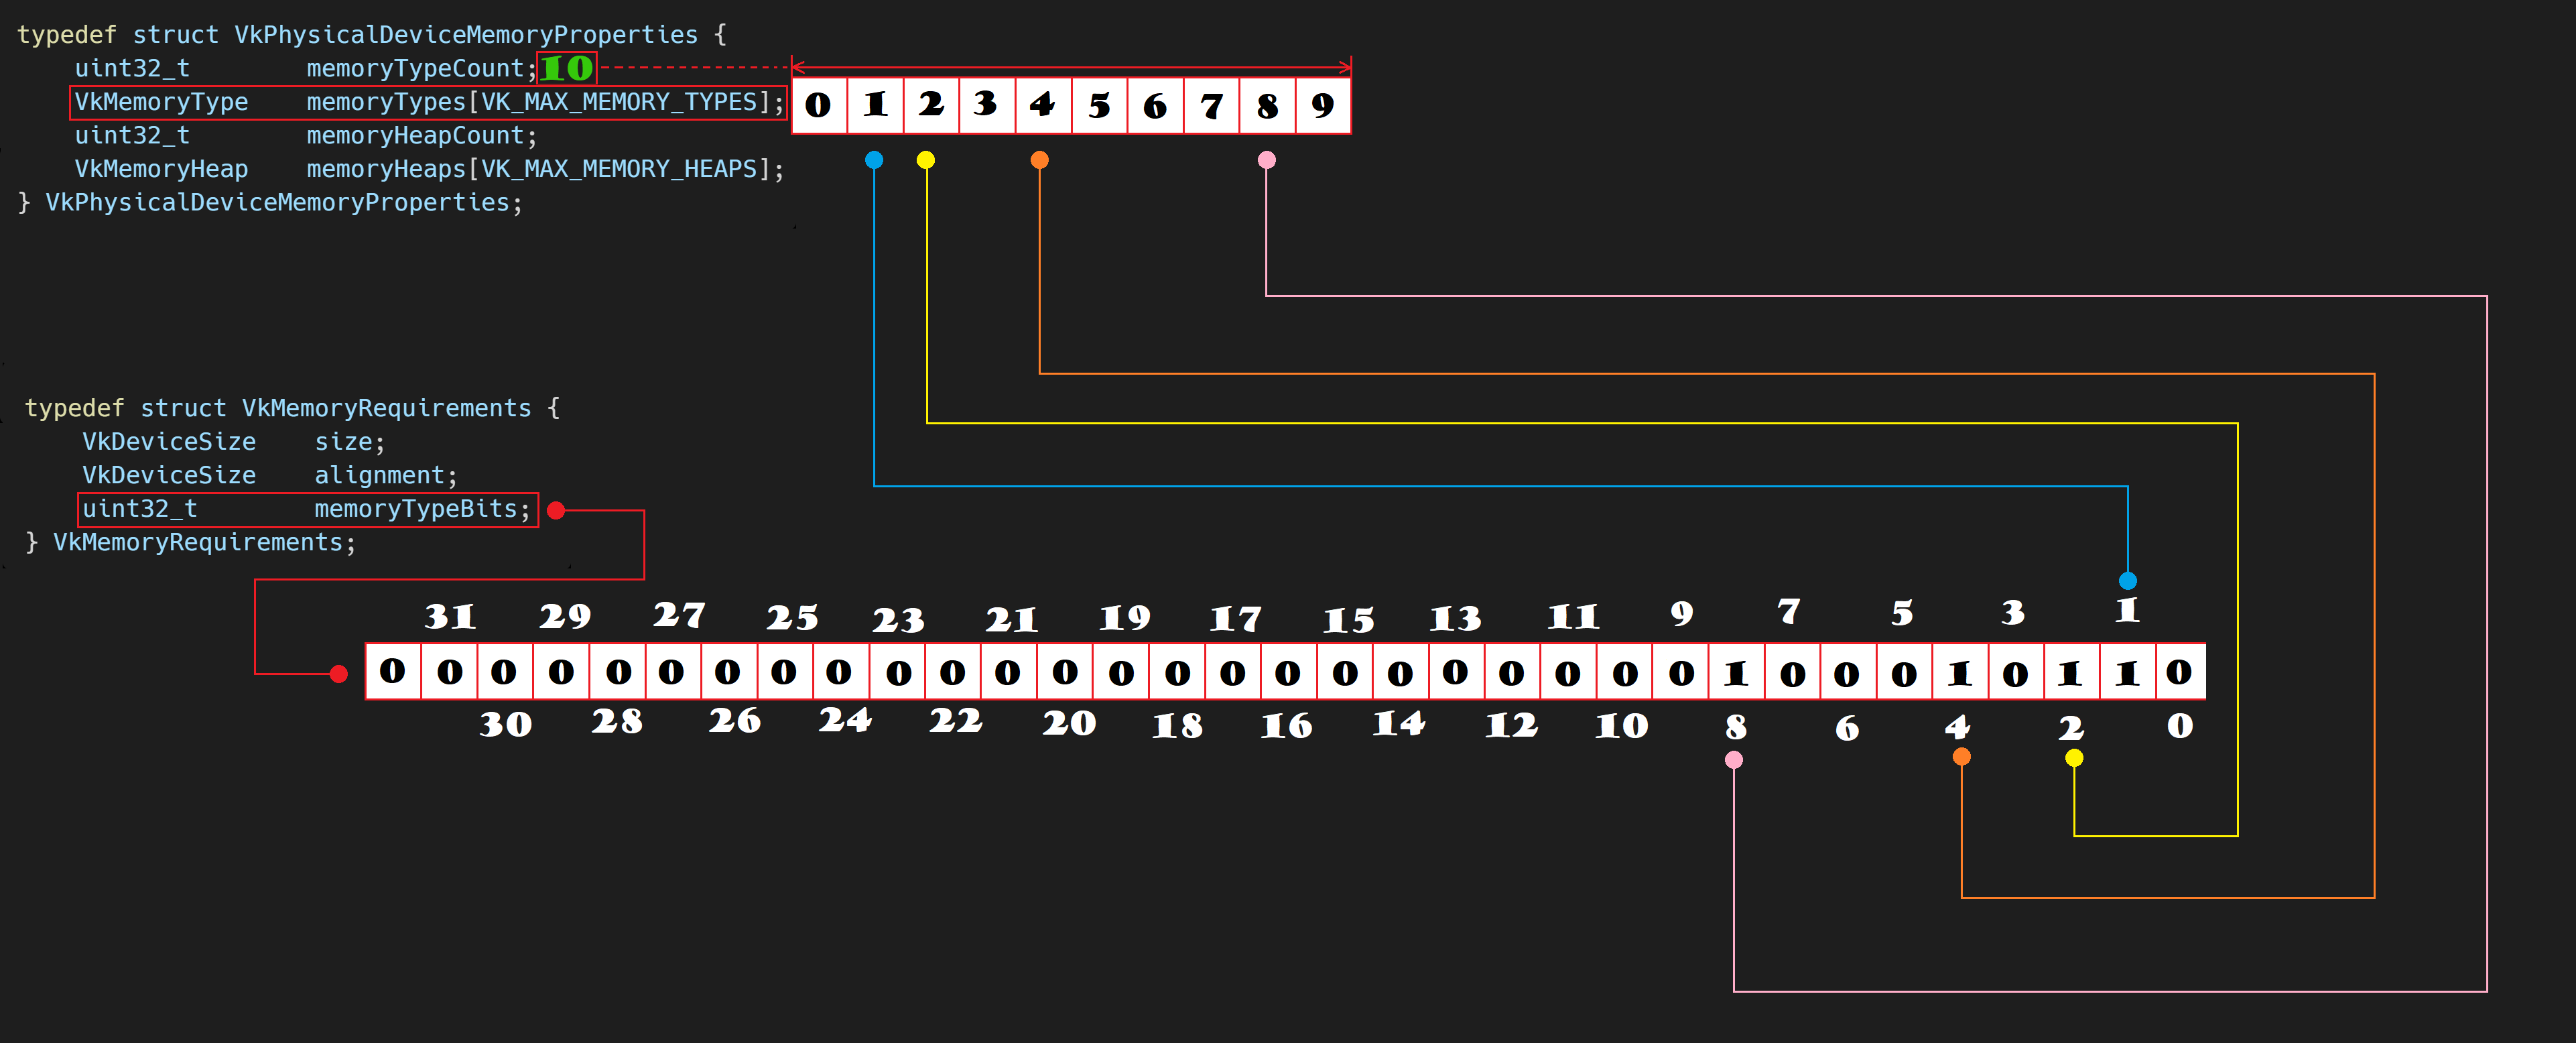 typedef struct VkPhysicalDeviceMemoryProperties {
uint32_t memoryTypeCount; 10
VkMemoryType memoryTypes[VK_MAX_MEMORY_TYPES]; 0 1 2 3 4 5 6 7 8 9
uint32_t memoryHeapCount;
VkMemoryHeap memoryHeaps[VK_MAX_MEMORY_HEAPS];
} VkPhysicalDeviceMemoryProperties;
typedef struct VkMemoryRequirements {
VkDeviceSize size;
VkDeviceSize alignment;
uint32_t memoryTypeBits;
} VkMemoryRequirements;
31 29 27 25 23 21 19 17 15 13 11 9 7 5 3 1
0 0 0 0 0 0 0 0 0 0 0 0 0 0 0 0 0 0 0 0 0 0 0 0 1 0 0 0 1 0 1 1 0
30 28 26 24 22 20 18 16 14 12 10 8 6 4 2 0